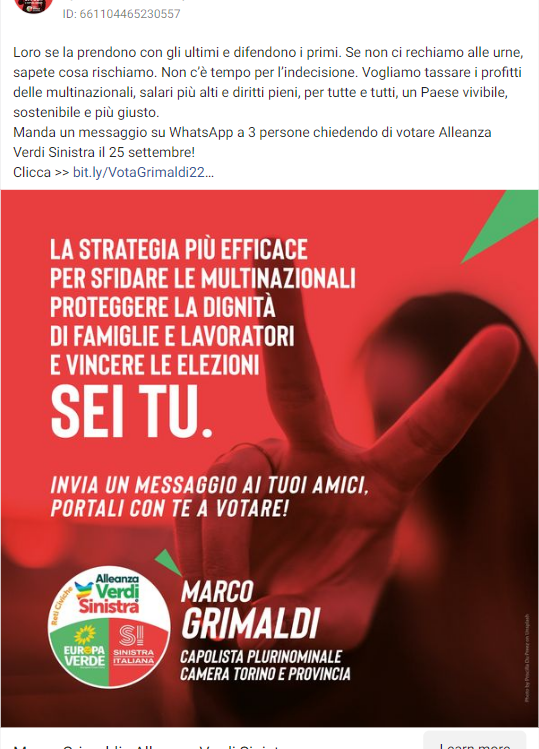 ID: 661104465230557
Loro se la prendono con gli ultimi e difendono i primi. Se non ci rechiamo alle urne,
sapete cosa rischiamo. Non c'è tempo per l'indecisione. Vogliamo tassare i profitti
delle multinazionali, salari più alti e diritti pieni, per tutte e tutti, un Paese vivibile,
sostenibile e più giusto.
Manda un messaggio su WhatsApp a 3 persone chiedendo di votare Alleanza
Verdi Sinistra il 25 settembre!
Clicca >> bit.ly/VotaGrimaldi22...
LA STRATEGIA PIÙ EFFICACE
PER SFIDARE LE MULTINAZIONALI
PROTEGGERE LA DIGNITÀ
DI FAMIGLIE E LAVORATORI
E VINCERE LE ELEZIONI
SEI TU.
INVIA UN MESSAGGIO AI TUOI AMICI,
PORTALI CON TE A VOTARE!
Reti Civiche
Alleanza
Verdi
Sinistra
EUROPA
VERDE
SI
SINISTRA
ITALIANA
MARCO
GRIMALDI
CAPOLISTA PLURINOMINALE
CAMERA TORINO E PROVINCIA